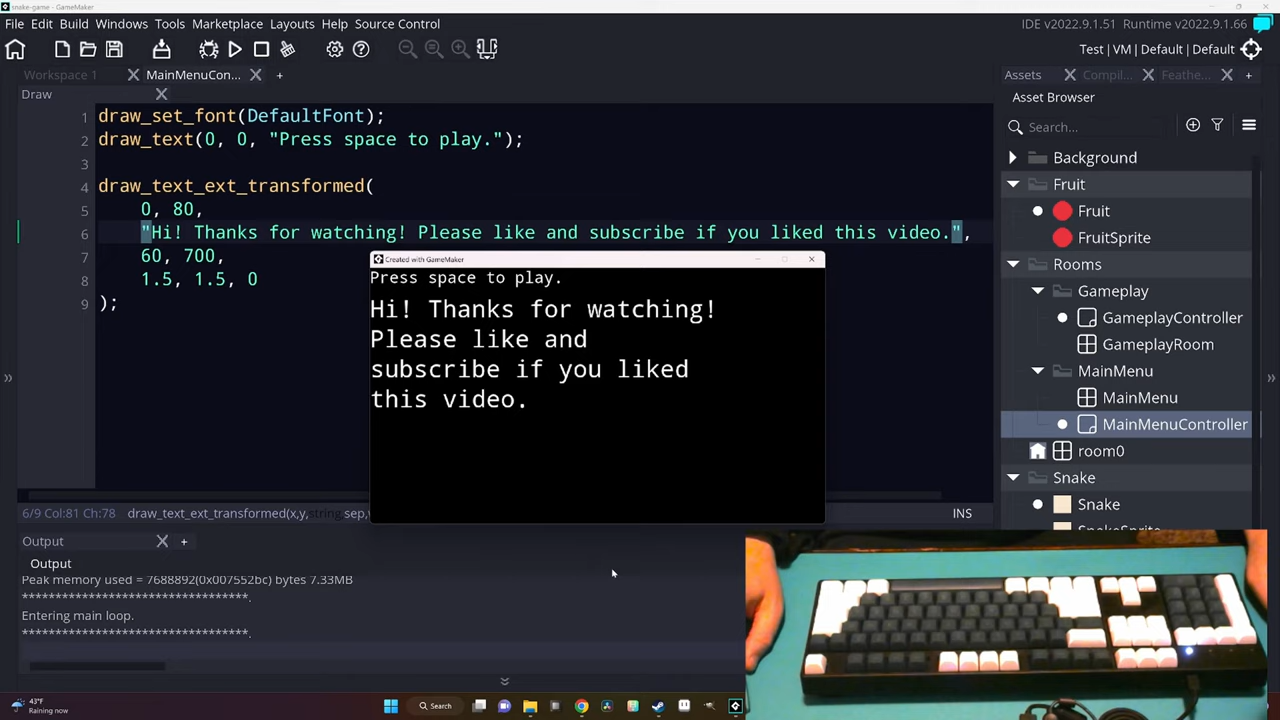 snake-game - GameMaker
File Edit Build Windows Tools Marketplace Layouts Help Source Control
IDE v2022.9.1.51 Runtime v2022.9.1.66
Test | VM | Default | Default
Workspace 1
MainMenuCon...
Draw
1 draw_set_font(DefaultFont);
2 draw_text(0, 0, "Press space to play.");
3
4 draw_text_ext_transformed(
5 0, 80,
6 "Hi! Thanks for watching! Please like and subscribe if you liked this video.",
7 60, 700,
8 1.5, 1.5, 0
9 );
Created with GameMaker
Press space to play.
Hi! Thanks for watching!
Please like and
subscribe if you liked
this video.
6/9 Col:81 Ch:78 draw_text_ext_transformed(x,y,string,sep,
INS
Output
Output
Peak memory used = 7688892(0x007552bc) bytes 7.33MB
**********************************.
Entering main loop.
**********************************.
Assets
Compil...
Feathe...
Asset Browser
Search...
Background
Fruit
Fruit
FruitSprite
Rooms
Gameplay
GameplayController
GameplayRoom
MainMenu
MainMenu
MainMenuController
room0
Snake
Snake
SnakeSprite
43°F
Raining now
Search